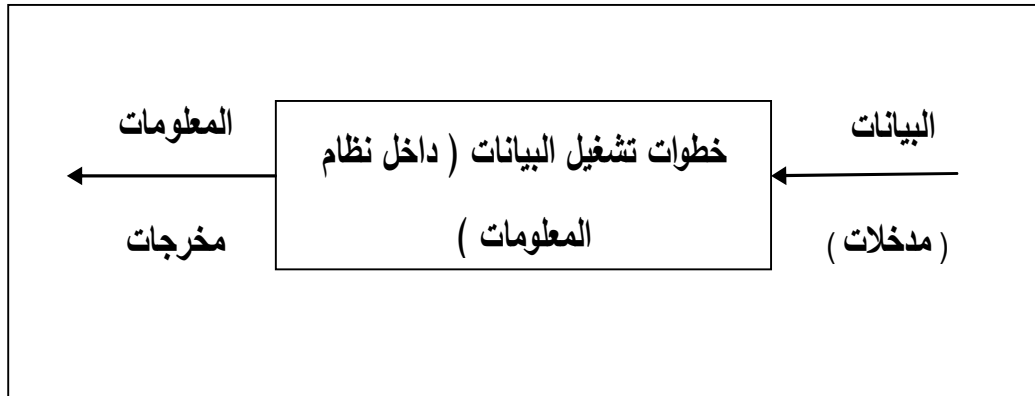 البيانات
( مدخلات )
خطوات تشغيل البيانات ( داخل نظام
المعلومات )
المعلومات
مخرجات